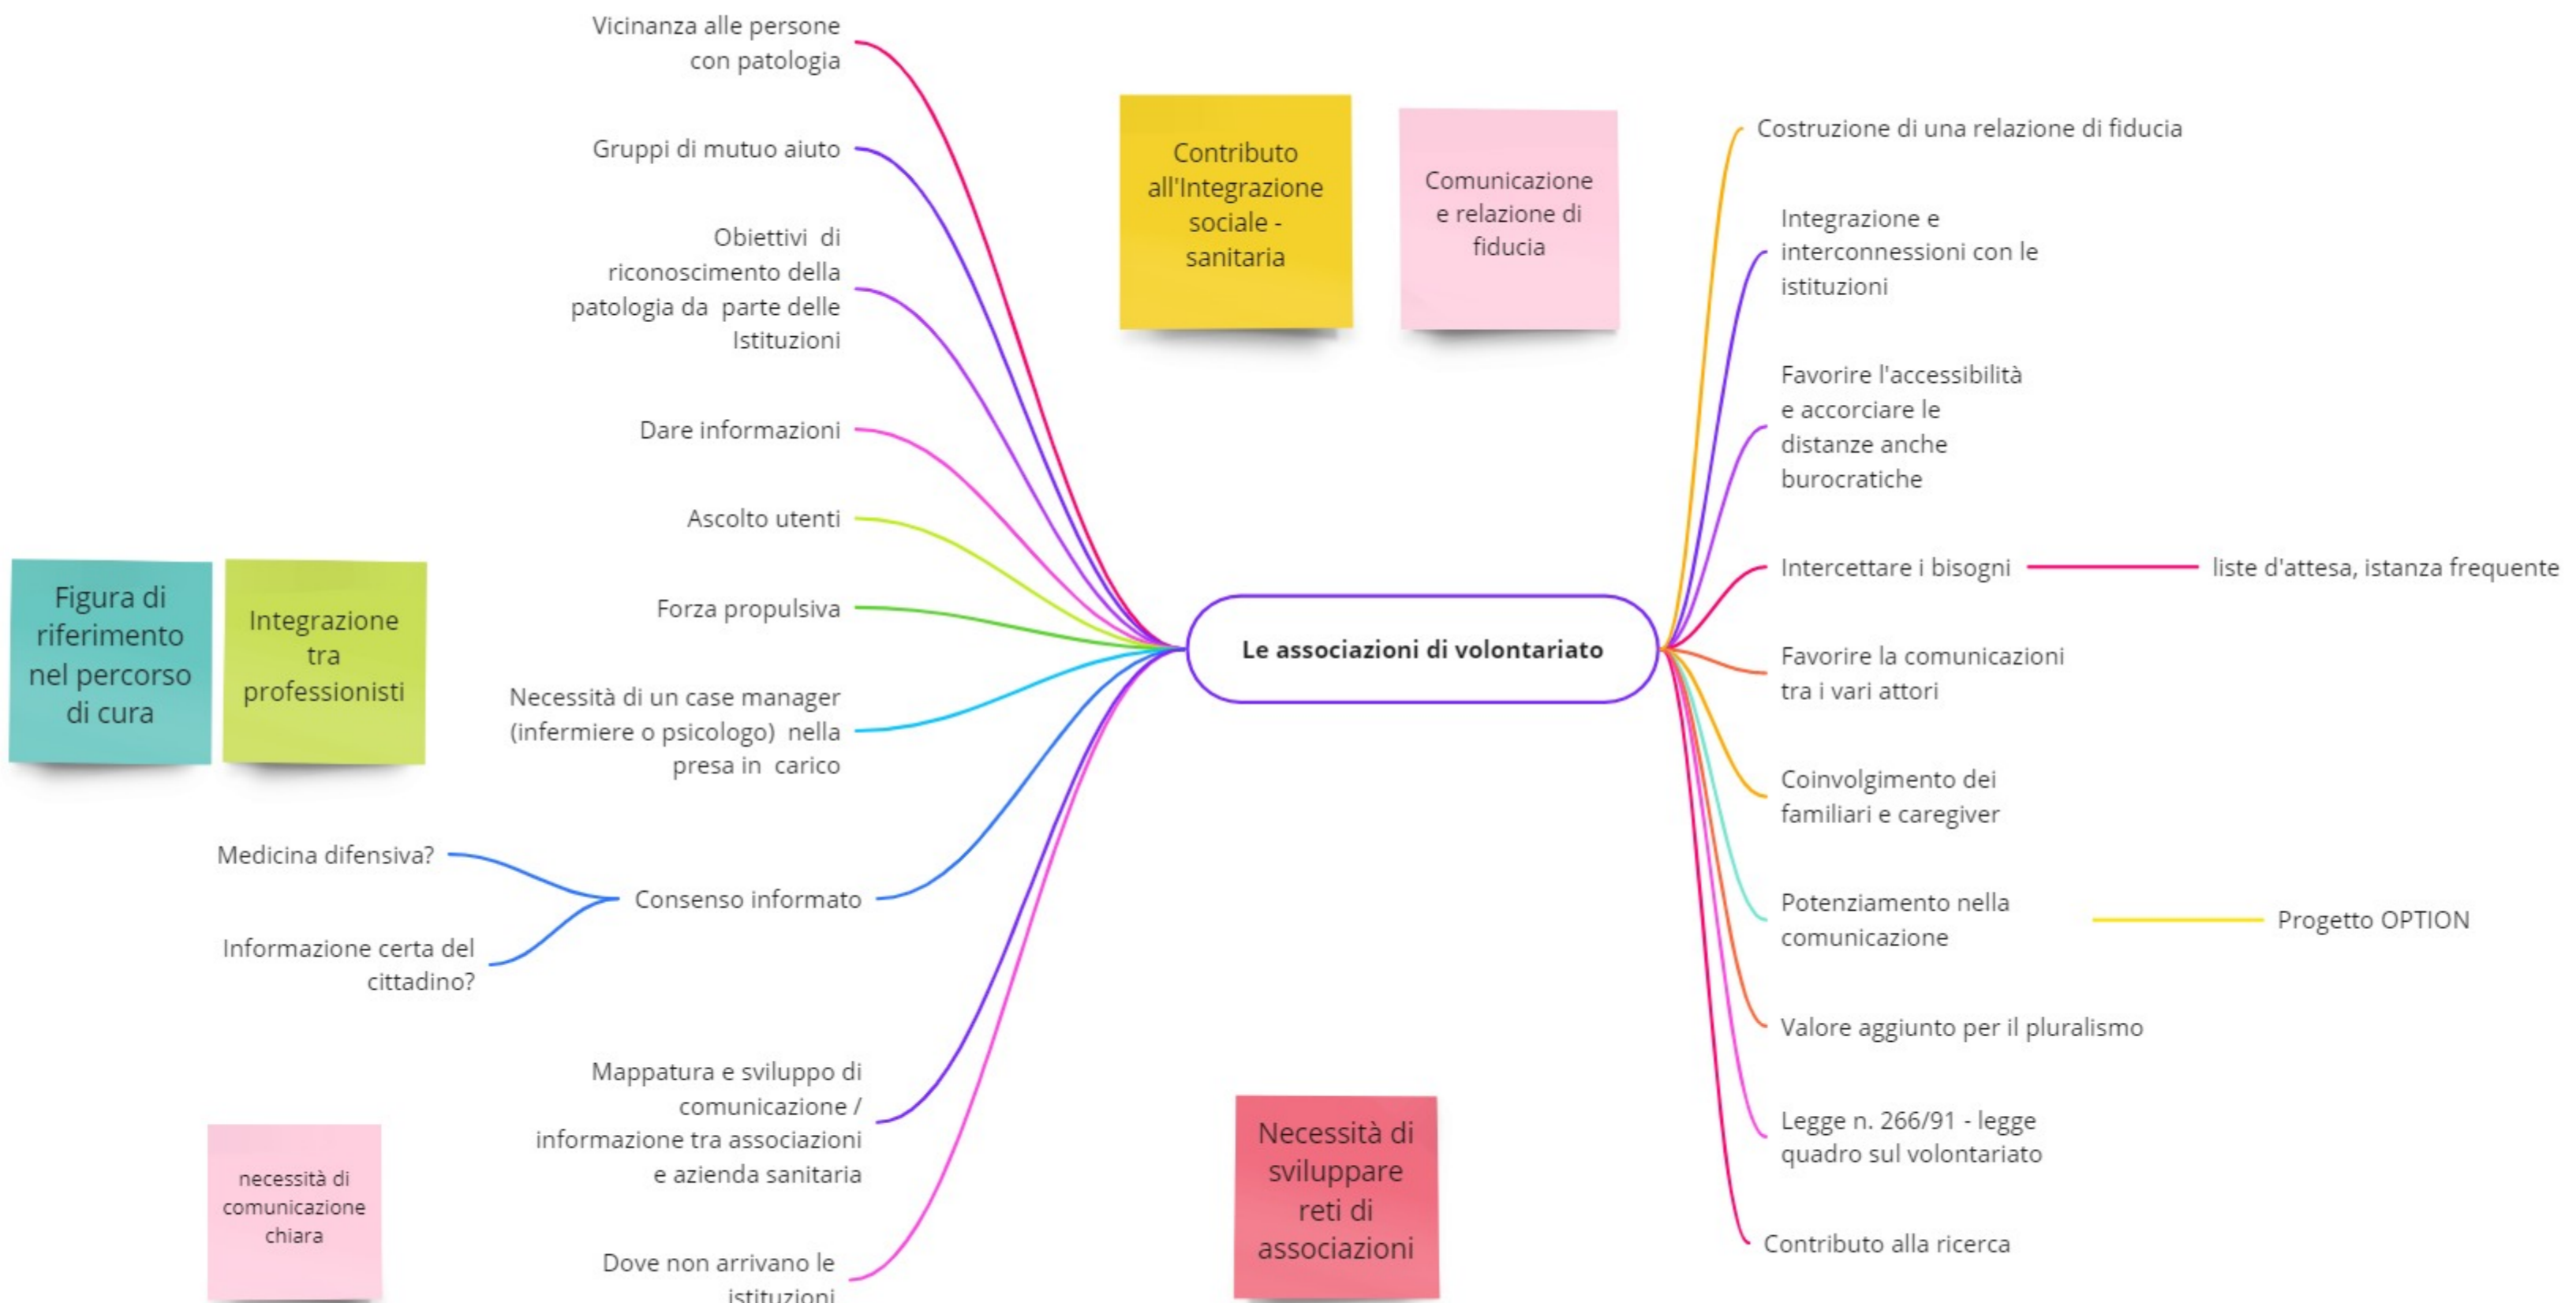 Vicinanza alle persone
con patologia
Gruppi di mutuo aiuto
Obiettivi di
riconoscimento della
patologia da parte delle
Istituzioni
Dare informazioni
Ascolto utenti
Forza propulsiva
Necessità di un case manager
(infermiere o psicologo) nella
presa in carico
Consenso informato
Medicina difensiva?
Informazione certa del
cittadino?
Mappatura e sviluppo di
comunicazione /
informazione tra associazioni
e azienda sanitaria
Dove non arrivano le
istituzioni
Figura di
riferimento
nel percorso
di cura
Integrazione
tra
professionisti
necessità di
comunicazione
chiara
Contributo
all'Integrazione
sociale -
sanitaria
Comunicazione
e relazione di
fiducia
Le associazioni di volontariato
Necessità di
sviluppare
reti di
associazioni
Costruzione di una relazione di fiducia
Integrazione e
interconnessioni con le
istituzioni
Favorire l'accessibilità
e accorciare le
distanze anche
burocratiche
Intercettare i bisogni
liste d'attesa, istanza frequente
Favorire la comunicazioni
tra i vari attori
Coinvolgimento dei
familiari e caregiver
Potenziamento nella
comunicazione
Progetto OPTION
Valore aggiunto per il pluralismo
Legge n. 266/91 - legge
quadro sul volontariato
Contributo alla ricerca